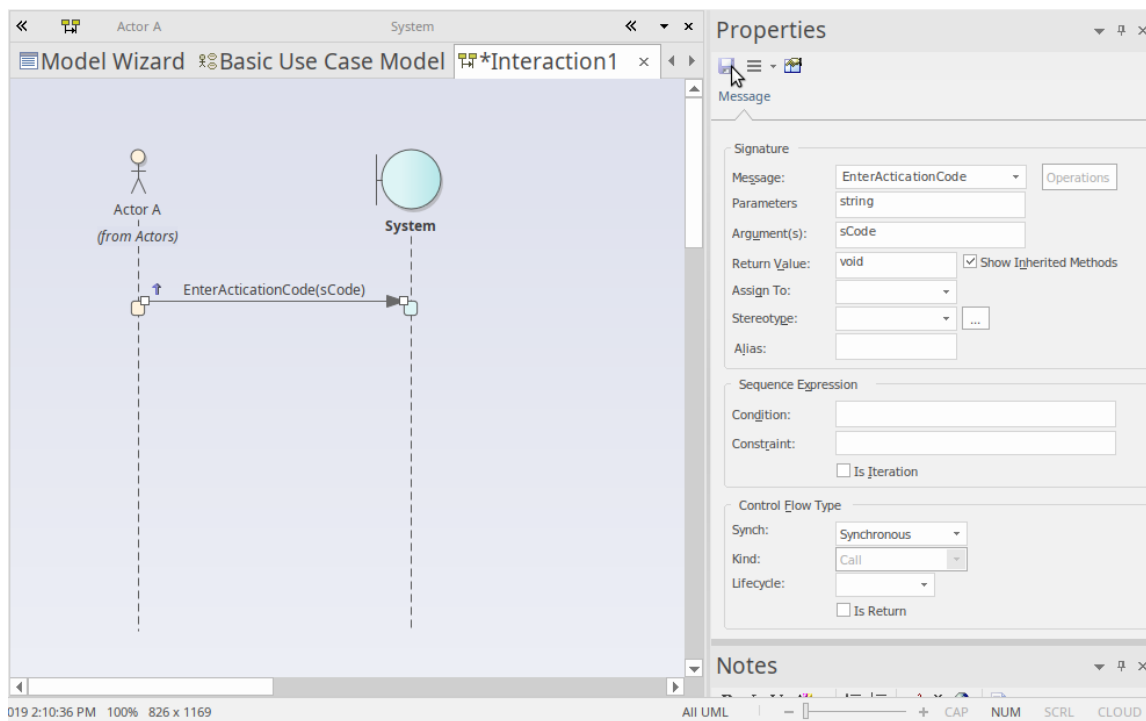 Actor A System
Model Wizard Basic Use Case Model *Interaction1
Actor A
(from Actors)
System
EnterActicationCode(sCode)
Properties
Message
Signature
Message: EnterActicationCode Operations
Parameters string
Argument(s): sCode
Return Value: void Show Inherited Methods
Assign To:
Stereotype: ...
Alias:
Sequence Expression
Condition:
Constraint:
Is Iteration
Control Flow Type
Synch: Synchronous
Kind: Call
Lifecycle:
Is Return
Notes
019 2:10:36 PM 100% 826 x 1169 All UML CAP NUM SCRL CLOUD